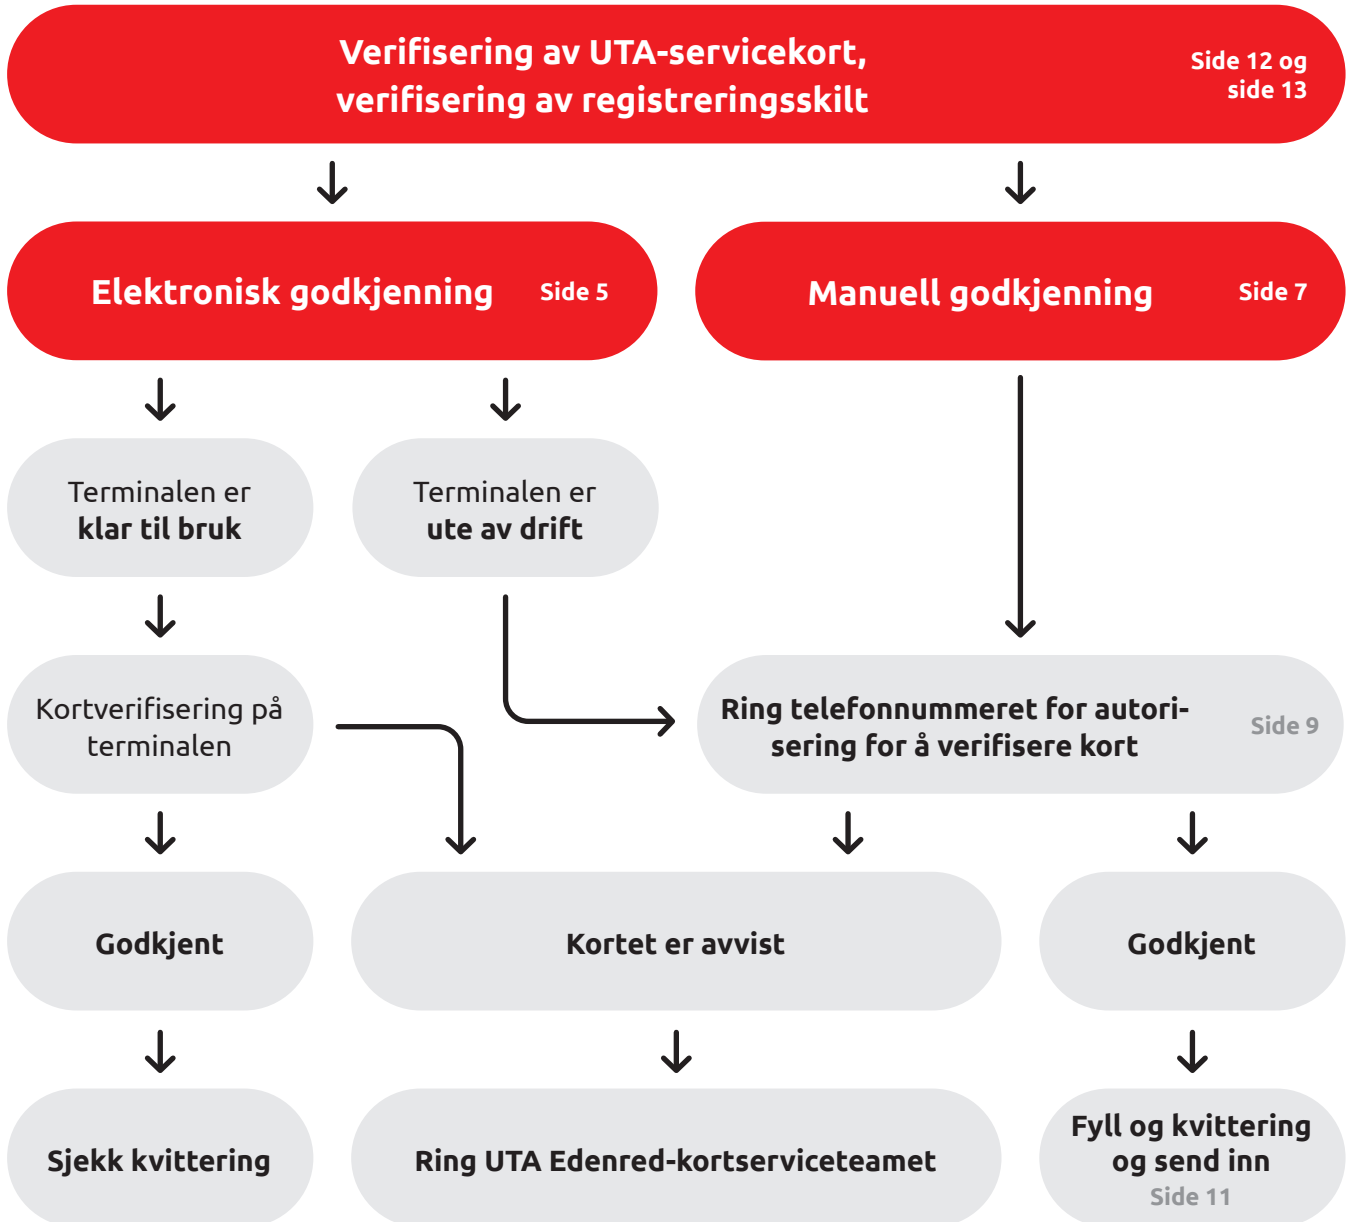 Verifisering av UTA-servicekort,
verifisering av registreringsskilt
Side 12 og
side 13
Elektronisk godkjenning
Side 5
Manuell godkjenning
Side 7
Terminalen er
klar til bruk
Terminalen er
ute av drift
Kortverifisering på
terminalen
Ring telefonnummeret for autori-
sering for å verifisere kort
Side 9
Godkjent
Kortet er avvist
Godkjent
Sjekk kvittering
Ring UTA Edenred-kortserviceteamet
Fyll og kvittering
og send inn
Side 11